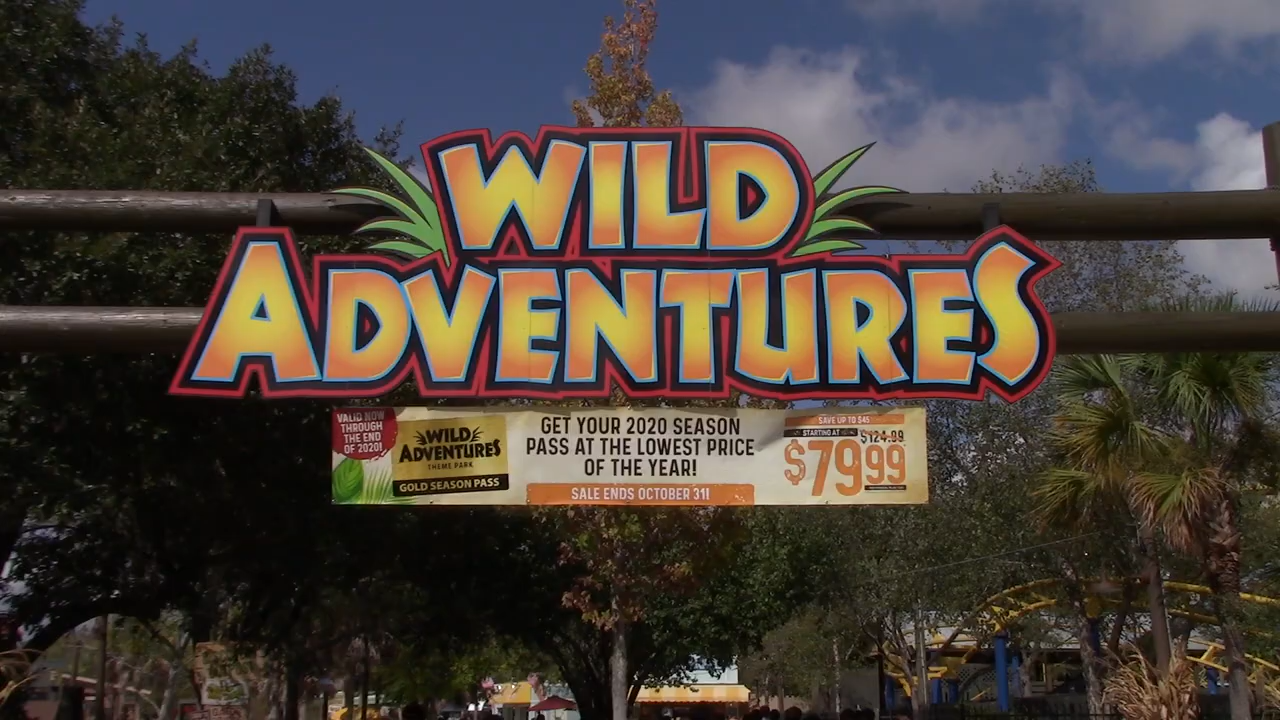 WILD
ADVENTURES
VALID NOW
THROUGH
THE END
OF 2020!
WILD
ADVENTURES
THEME PARK
GOLD SEASON PASS
GET YOUR 2020 SEASON
PASS AT THE LOWEST PRICE
OF THE YEAR!
SALE ENDS OCTOBER 31!
SAVE UP TO $45
STARTING AT $124.99
$7999